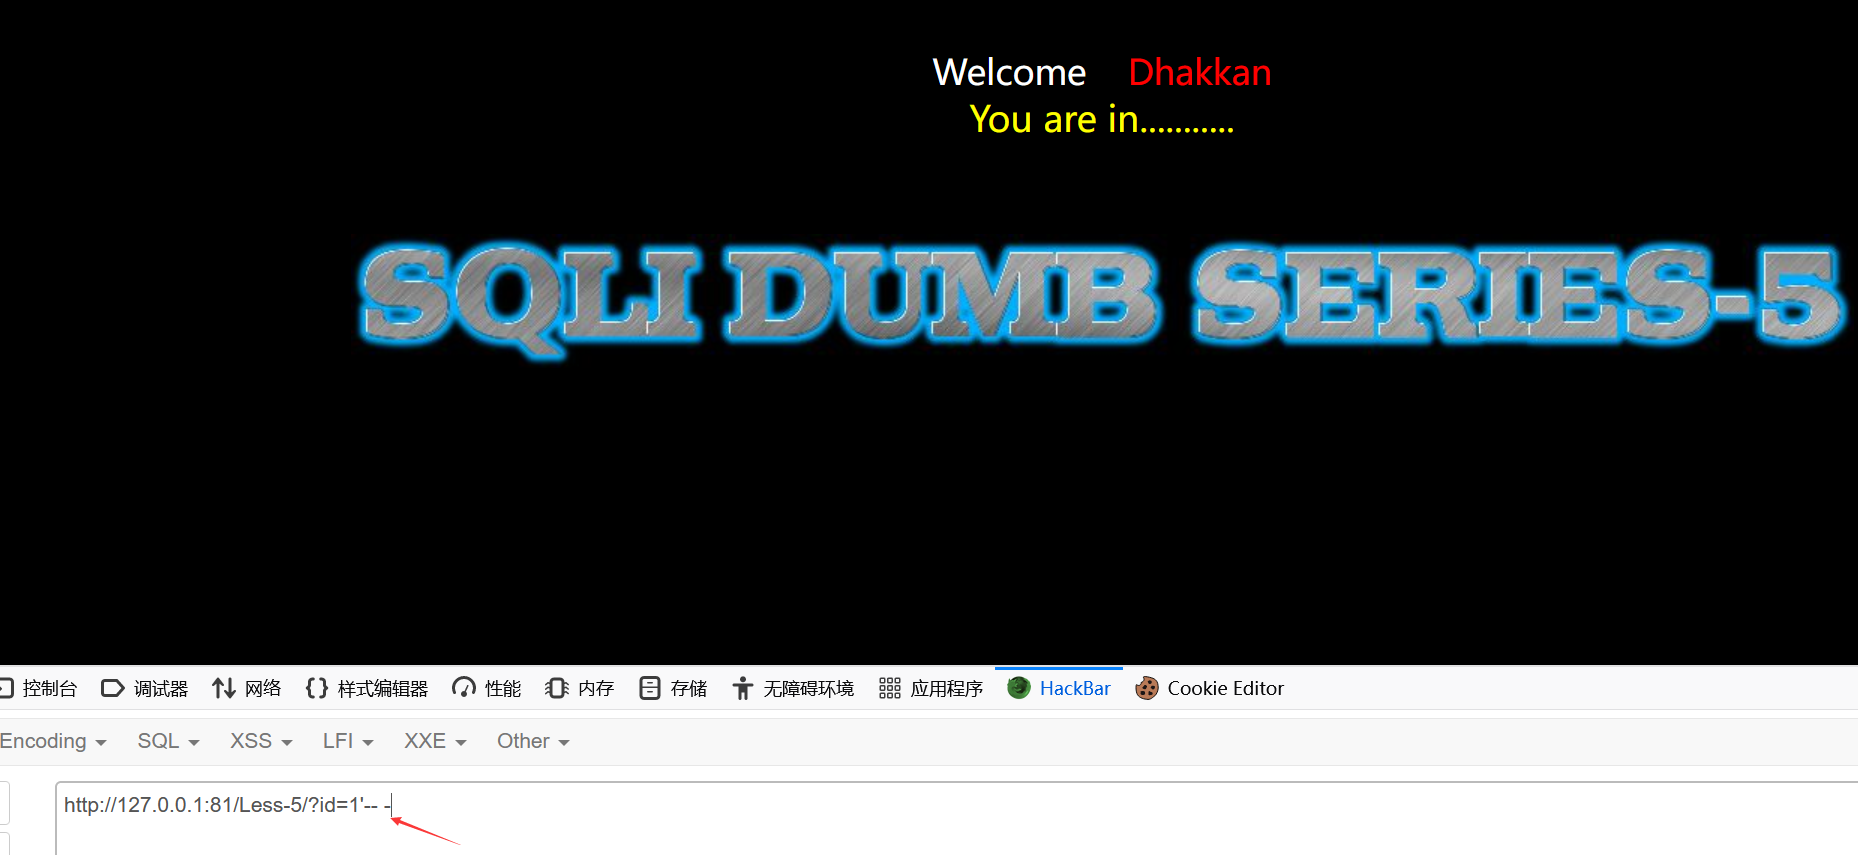 Welcome Dhakkan
You are in...........
SQLI DUMB SERIES-5
控制台 调试器 网络 样式编辑器 性能 内存 存储 无障碍环境 应用程序 HackBar Cookie Editor
Encoding SQL XSS LFI XXE Other
http://127.0.0.1:81/Less-5/?id=1'-- -